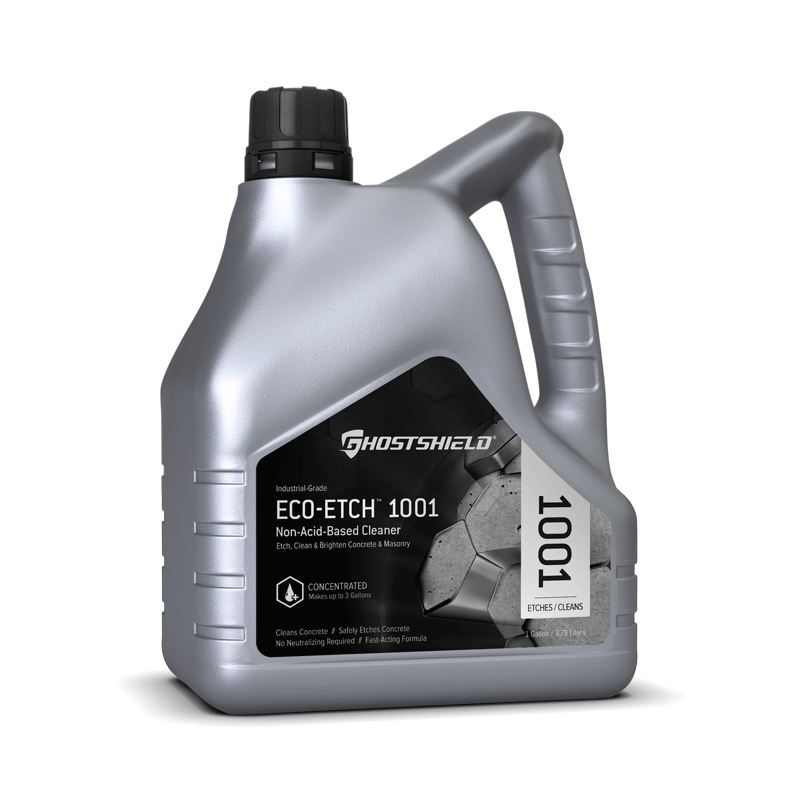 GHOSTSHIELD®
Industrial-Grade
ECO-ETCH™ 1001
Non-Acid-Based Cleaner
Etch, Clean & Brighten Concrete & Masonry
CONCENTRATED
Makes up to 3 Gallons
Cleans Concrete // Safely Etches Concrete
No Neutralizing Required // Fast-Acting Formula
1001
ETCHES / CLEANS
1 Gallon / 3.78 Liters